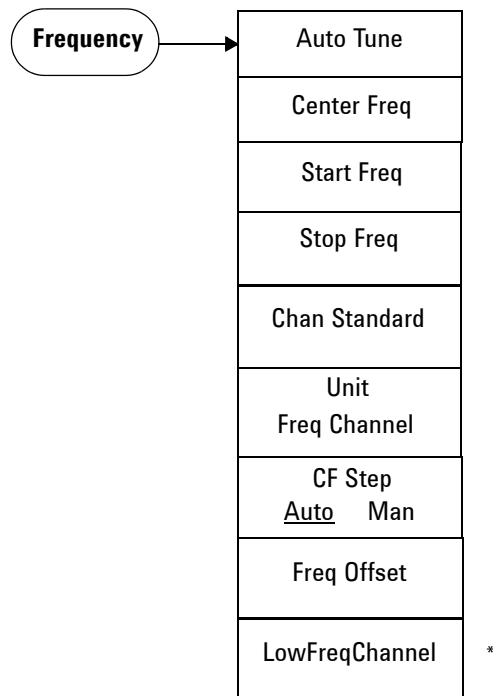 Frequency
Auto Tune
Center Freq
Start Freq
Stop Freq
Chan Standard
Unit
Freq Channel
CF Step
Auto Man
Freq Offset
LowFreqChannel *